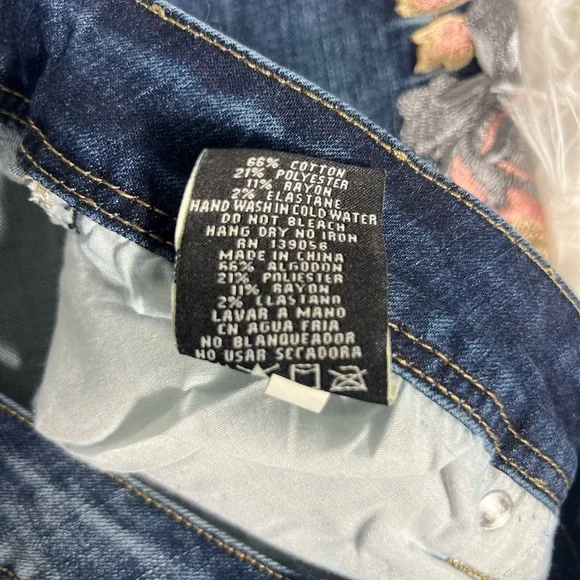 66% COTTON
21% POLYESTER
11% RAYON
2% ELASTANE
HAND WASH IN COLD WATER
DO NOT BLEACH
HANG DRY NO IRON
RN 139056
MADE IN CHINA
66% ALGODON
21% POLIESTER
11% RAYON
2% ELASTANO
LAVAR A MANO
EN AGUA FRIA
NO BLANQUEADOR
NO USAR SECADORA